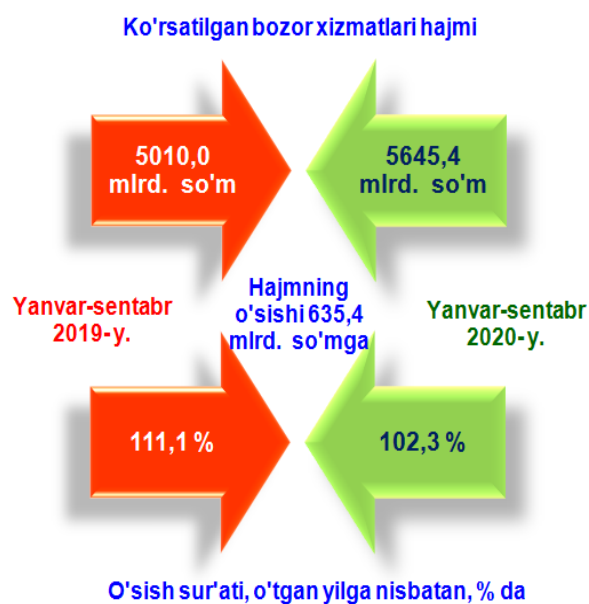 Ko'rsatilgan bozor xizmatlari hajmi
5010,0
mlrd. so'm
5645,4
mlrd. so'm
Hajmning
o'sishi 635,4
mlrd. so'mga
Yanvar-sentabr
2019-y.
Yanvar-sentabr
2020-y.
111,1 %
102,3 %
O'sish sur'ati, o'tgan yilga nisbatan, % da